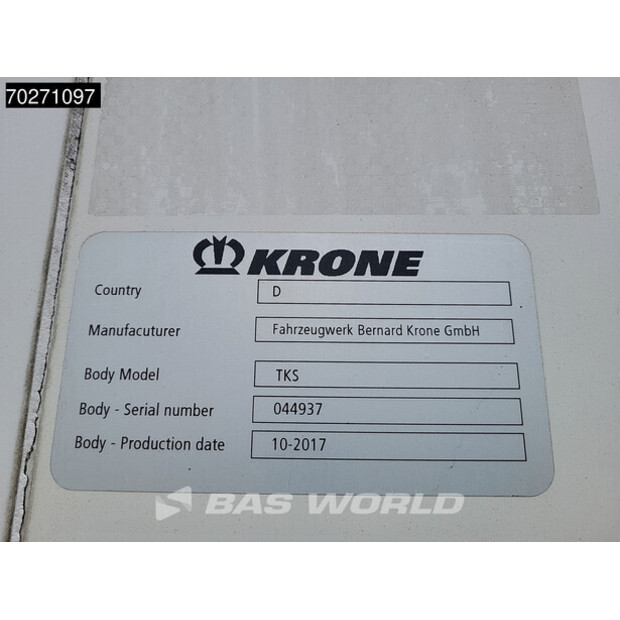 70271097
KRONE
Country D
Manufacuturer Fahrzeugwerk Bernard Krone GmbH
Body Model TKS
Body - Serial number 044937
Body - Production date 10-2017
BAS WORLD